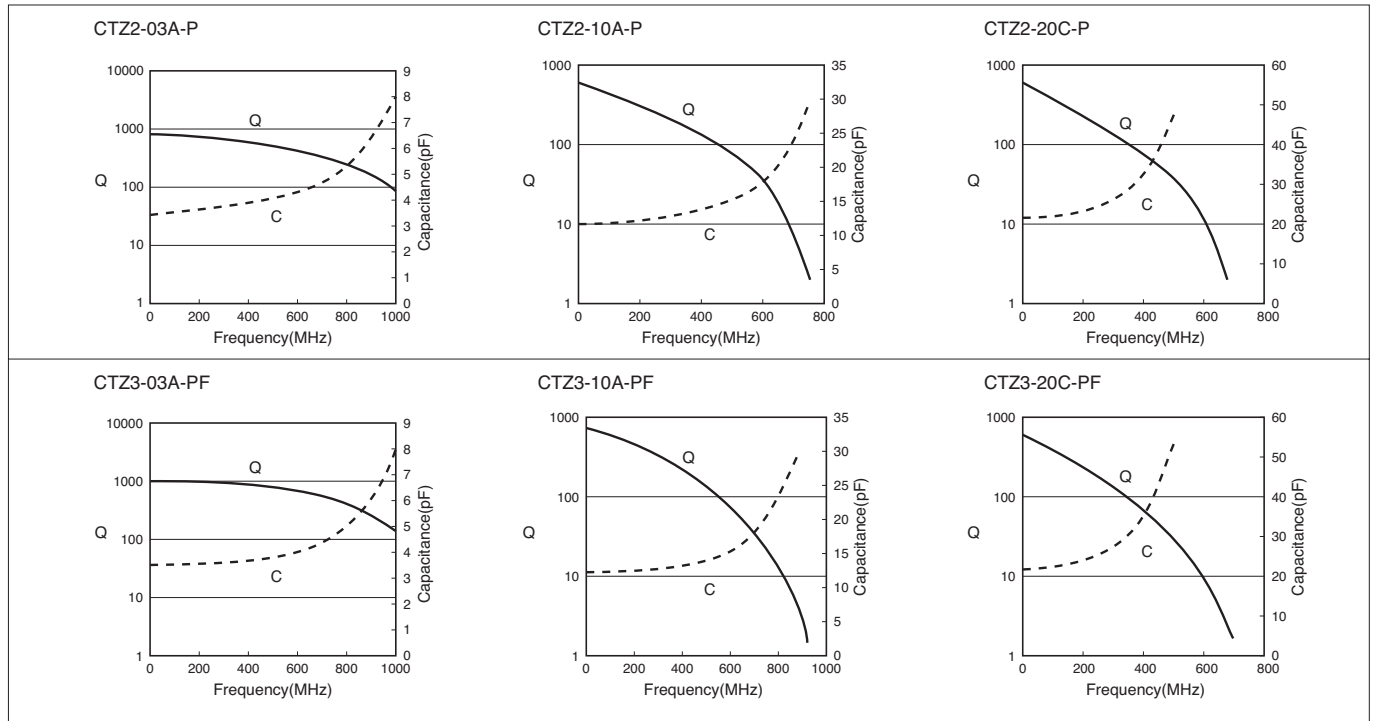 CTZ2-03A-P
10000
1000
100
10
1
Q
Q
C
9
8
7
6
5
4
3
2
1
0
Capacitance(pF)
0 200 400 600 800 1000
Frequency(MHz)
CTZ2-10A-P
1000
100
10
1
Q
Q
C
35
30
25
20
15
10
5
0
Capacitance(pF)
0 200 400 600 800
Frequency(MHz)
CTZ2-20C-P
1000
100
10
1
Q
Q
C
60
50
40
30
20
10
0
Capacitance(pF)
0 200 400 600 800
Frequency(MHz)
CTZ3-03A-PF
10000
1000
100
10
1
Q
Q
C
9
8
7
6
5
4
3
2
1
0
Capacitance(pF)
0 200 400 600 800 1000
Frequency(MHz)
CTZ3-10A-PF
1000
100
10
1
Q
Q
C
35
30
25
20
15
10
5
0
Capacitance(pF)
0 200 400 600 800 1000
Frequency(MHz)
CTZ3-20C-PF
1000
100
10
1
Q
Q
C
60
50
40
30
20
10
0
Capacitance(pF)
0 200 400 600 800
Frequency(MHz)